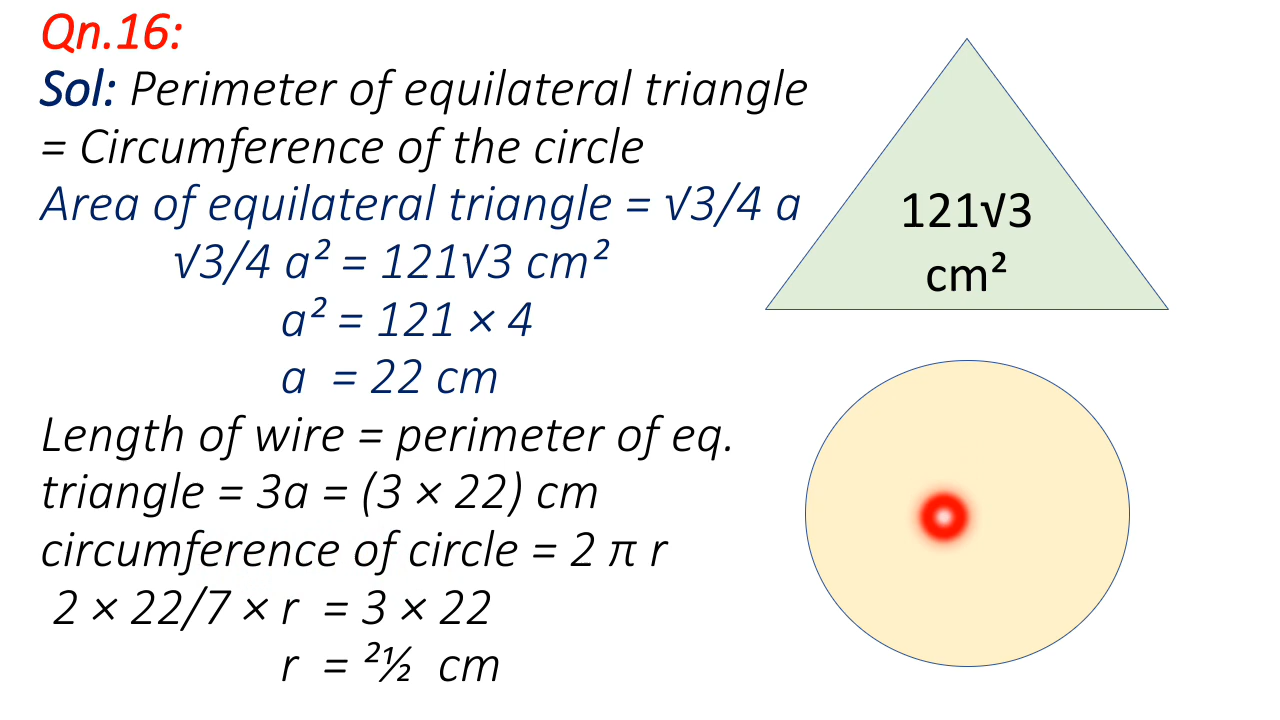 Qn.16:
Sol: Perimeter of equilateral triangle
= Circumference of the circle
Area of equilateral triangle = √3/4 a
√3/4 a² = 121√3 cm²
a² = 121 × 4
a = 22 cm
Length of wire = perimeter of eq.
triangle = 3a = (3 × 22) cm
circumference of circle = 2 π r
2 × 22/7 × r = 3 × 22
r = ²½ cm
121√3
cm²